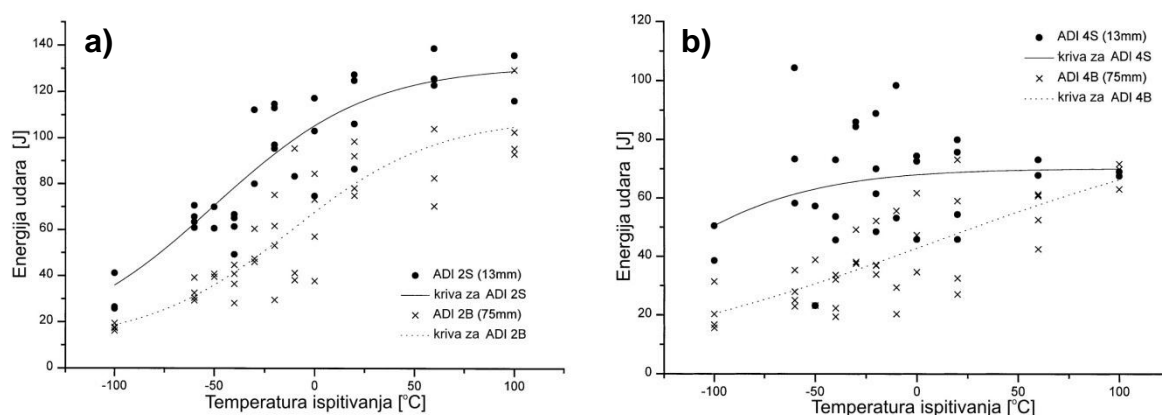 a)
Energija udara [J]
140
120
100
80
60
40
20
0
ADI 2S (13mm)
kriva za ADI 2S
ADI 2B (75mm)
kriva za ADI 2B
-100
-50
0
50
100
Temperatura ispitivanja [°C]
b)
Energija udara [J]
120
100
80
60
40
20
0
ADI 4S (13mm)
kriva za ADI 4S
ADI 4B (75mm)
kriva za ADI 4B
-100
-50
0
50
100
Temperatura ispitivanja [°C]